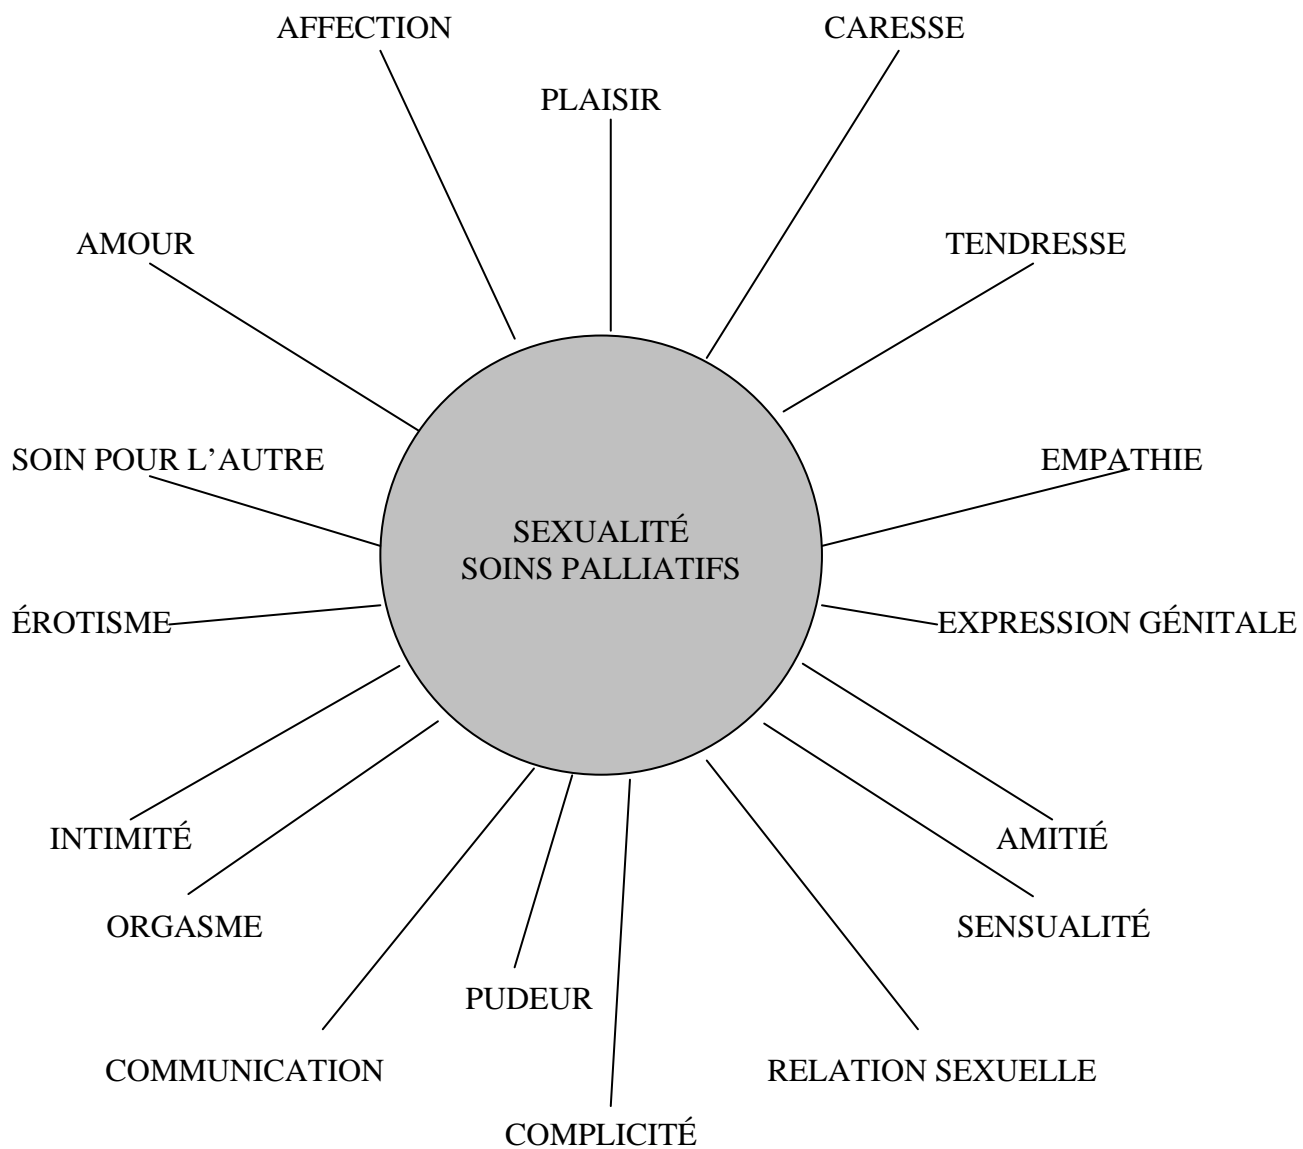 AFFECTION
CARESSE
PLAISIR
AMOUR
TENDRESSE
SOIN POUR L'AUTRE
EMPATHIE
SEXUALITÉ
SOINS PALLIATIFS
ÉROTISME
EXPRESSION GÉNITALE
INTIMITÉ
AMITIÉ
ORGASME
SENSUALITÉ
PUDEUR
COMMUNICATION
RELATION SEXUELLE
COMPLICITÉ